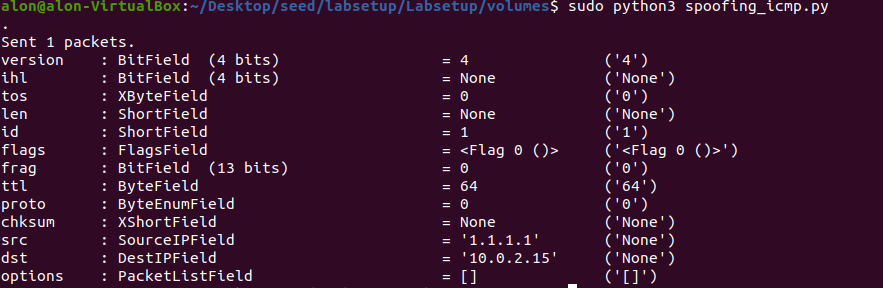 alon@alon-VirtualBox:~/Desktop/seed/labsetup/Labsetup/volumes$ sudo python3 spoofing_icmp.py
.
Sent 1 packets.
version    : BitField  (4 bits)                  = 4               ('4')
ihl        : BitField  (4 bits)                  = None            ('None')
tos        : XByteField                          = 0               ('0')
len        : ShortField                          = None            ('None')
id         : ShortField                          = 1               ('1')
flags      : FlagsField                          = <Flag 0 ()>     ('<Flag 0 ()>')
frag       : BitField  (13 bits)                 = 0               ('0')
ttl        : ByteField                           = 64              ('64')
proto      : ByteEnumField                       = 0               ('0')
chksum     : XShortField                         = None            ('None')
src        : SourceIPField                       = '1.1.1.1'       ('None')
dst        : DestIPField                         = '10.0.2.15'     ('None')
options    : PacketListField                     = []              ('[]')